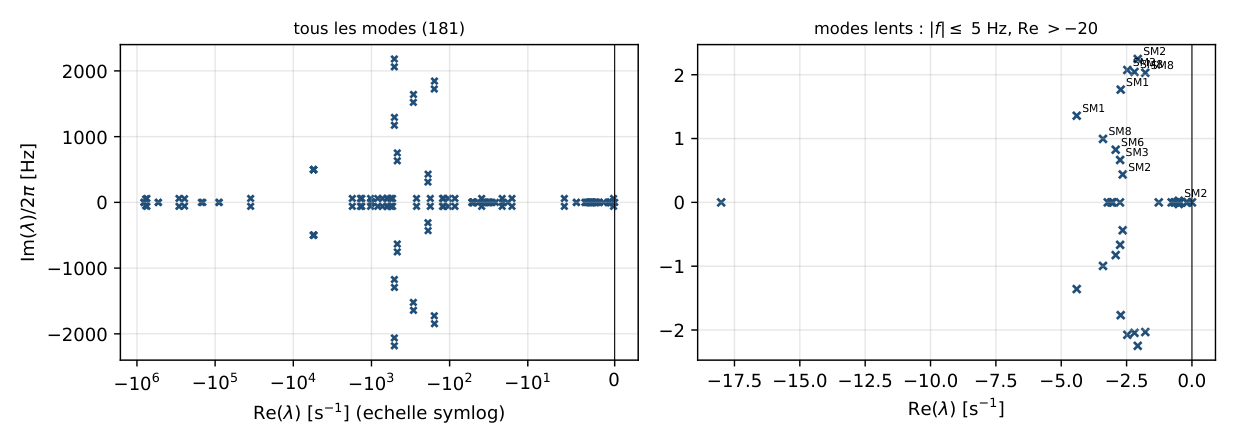 tous les modes (181)
2000
1000
0
−1000
−2000
Im(λ)/2π [Hz]
−10⁶ −10⁵ −10⁴ −10³ −10² −10¹ 0
Re(λ) [s⁻¹] (echelle symlog)
modes lents : |f| ≤ 5 Hz, Re > −20
SM2
SM8
SM1
SM1
SM8
SM6
SM3
SM2
SM2
2
1
0
−1
−2
−17.5 −15.0 −12.5 −10.0 −7.5 −5.0 −2.5 0.0
Re(λ) [s⁻¹]